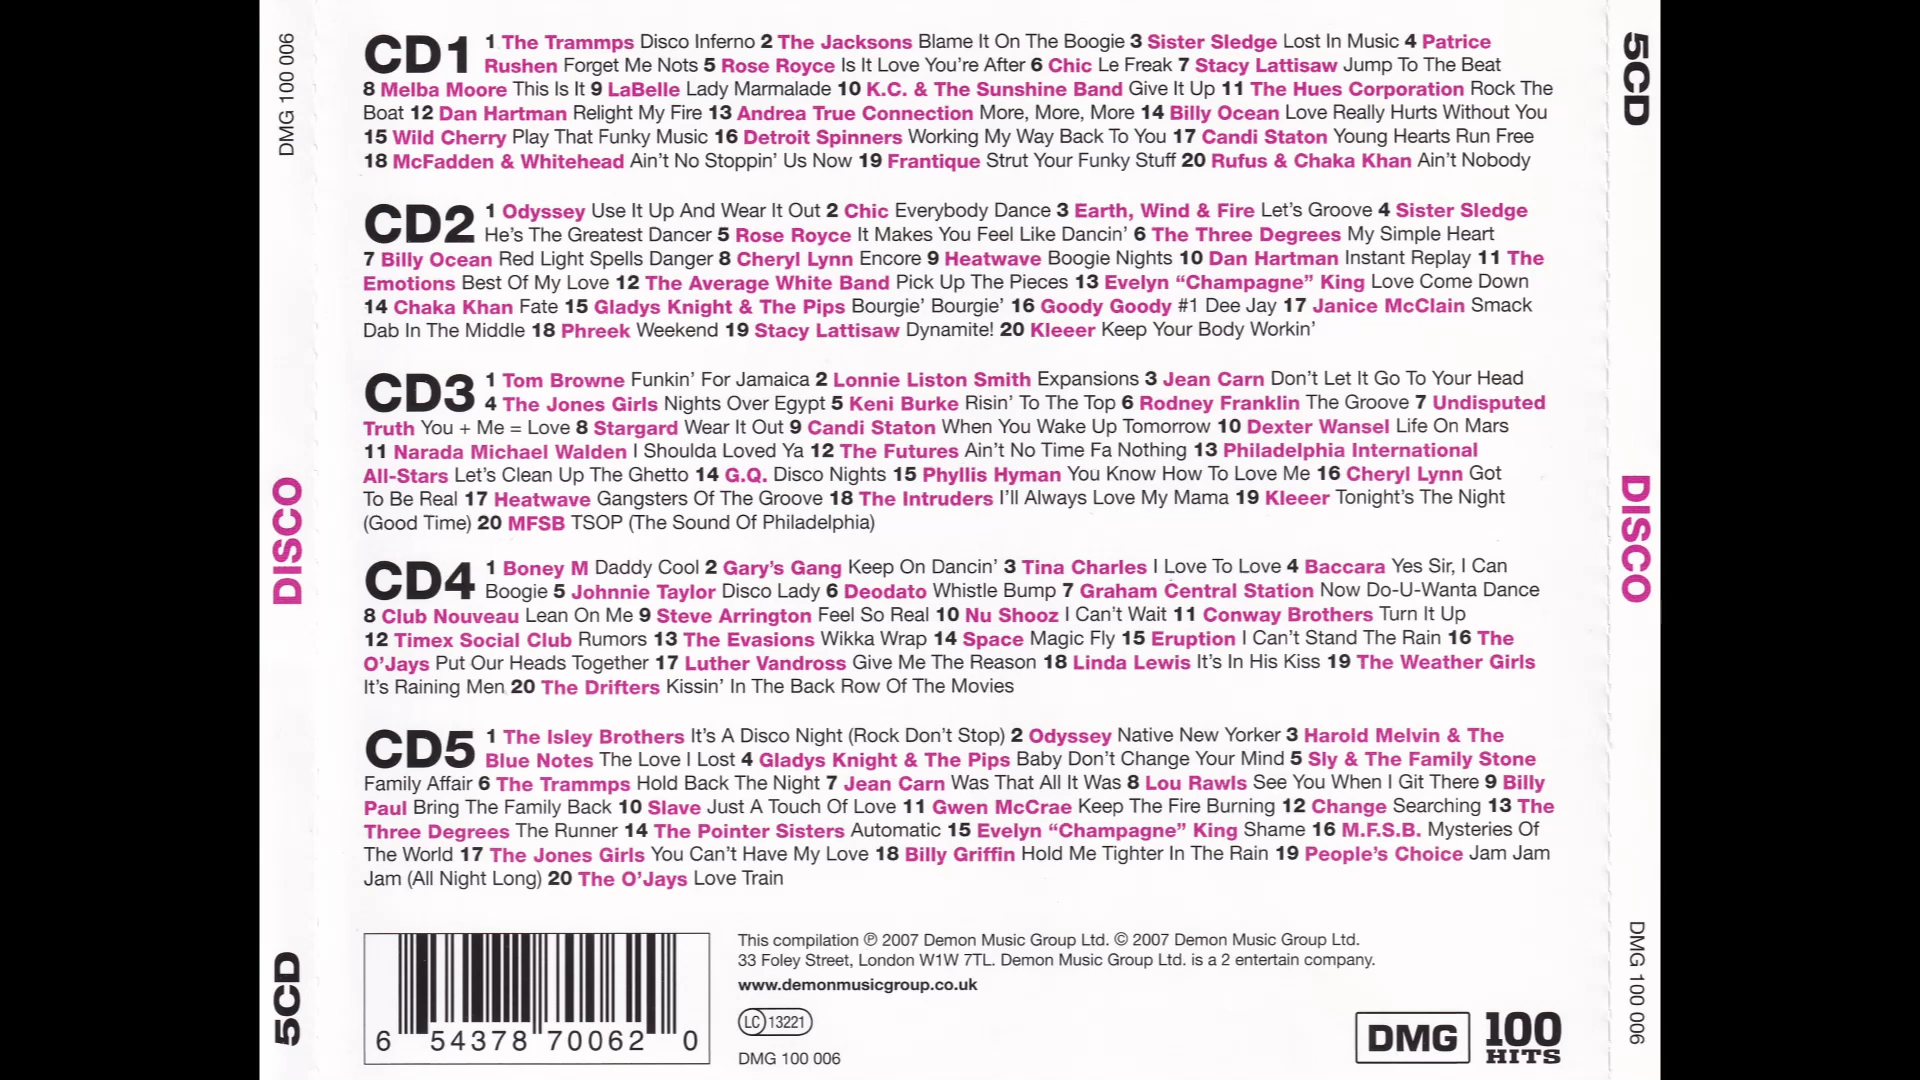 DMG 100 006
DISCO
5CD
CD1 1 The Trammps Disco Inferno 2 The Jacksons Blame It On The Boogie 3 Sister Sledge Lost In Music 4 Patrice
Rushen Forget Me Nots 5 Rose Royce Is It Love You’re After 6 Chic Le Freak 7 Stacy Lattisaw Jump To The Beat
8 Melba Moore This Is It 9 LaBelle Lady Marmalade 10 K.C. & The Sunshine Band Give It Up 11 The Hues Corporation Rock The
Boat 12 Dan Hartman Relight My Fire 13 Andrea True Connection More, More, More 14 Billy Ocean Love Really Hurts Without You
15 Wild Cherry Play That Funky Music 16 Detroit Spinners Working My Way Back To You 17 Candi Staton Young Hearts Run Free
18 McFadden & Whitehead Ain’t No Stoppin’ Us Now 19 Frantique Strut Your Funky Stuff 20 Rufus & Chaka Khan Ain’t Nobody
CD2 1 Odyssey Use It Up And Wear It Out 2 Chic Everybody Dance 3 Earth, Wind & Fire Let’s Groove 4 Sister Sledge
He’s The Greatest Dancer 5 Rose Royce It Makes You Feel Like Dancin’ 6 The Three Degrees My Simple Heart
7 Billy Ocean Red Light Spells Danger 8 Cheryl Lynn Encore 9 Heatwave Boogie Nights 10 Dan Hartman Instant Replay 11 The
Emotions Best Of My Love 12 The Average White Band Pick Up The Pieces 13 Evelyn “Champagne” King Love Come Down
14 Chaka Khan Fate 15 Gladys Knight & The Pips Bourgie’ Bourgie’ 16 Goody Goody #1 Dee Jay 17 Janice McClain Smack
Dab In The Middle 18 Phreek Weekend 19 Stacy Lattisaw Dynamite! 20 Kleeer Keep Your Body Workin’
CD3 1 Tom Browne Funkin’ For Jamaica 2 Lonnie Liston Smith Expansions 3 Jean Carn Don’t Let It Go To Your Head
4 The Jones Girls Nights Over Egypt 5 Keni Burke Risin’ To The Top 6 Rodney Franklin The Groove 7 Undisputed
Truth You + Me = Love 8 Stargard Wear It Out 9 Candi Staton When You Wake Up Tomorrow 10 Dexter Wansel Life On Mars
11 Narada Michael Walden I Shoulda Loved Ya 12 The Futures Ain’t No Time Fa Nothing 13 Philadelphia International
All-Stars Let’s Clean Up The Ghetto 14 G.Q. Disco Nights 15 Phyllis Hyman You Know How To Love Me 16 Cheryl Lynn Got
To Be Real 17 Heatwave Gangsters Of The Groove 18 The Intruders I’ll Always Love My Mama 19 Kleeer Tonight’s The Night
(Good Time) 20 MFSB TSOP (The Sound Of Philadelphia)
CD4 1 Boney M Daddy Cool 2 Gary’s Gang Keep On Dancin’ 3 Tina Charles I Love To Love 4 Baccara Yes Sir, I Can
Boogie 5 Johnnie Taylor Disco Lady 6 Deodato Whistle Bump 7 Graham Central Station Now Do-U-Wanta Dance
8 Club Nouveau Lean On Me 9 Steve Arrington Feel So Real 10 Nu Shooz I Can’t Wait 11 Conway Brothers Turn It Up
12 Timex Social Club Rumors 13 The Evasions Wikka Wrap 14 Space Magic Fly 15 Eruption I Can’t Stand The Rain 16 The
O’Jays Put Our Heads Together 17 Luther Vandross Give Me The Reason 18 Linda Lewis It’s In His Kiss 19 The Weather Girls
It’s Raining Men 20 The Drifters Kissin’ In The Back Row Of The Movies
CD5 1 The Isley Brothers It’s A Disco Night (Rock Don’t Stop) 2 Odyssey Native New Yorker 3 Harold Melvin & The
Blue Notes The Love I Lost 4 Gladys Knight & The Pips Baby Don’t Change Your Mind 5 Sly & The Family Stone
Family Affair 6 The Trammps Hold Back The Night 7 Jean Carn Was That All It Was 8 Lou Rawls See You When I Git There 9 Billy
Paul Bring The Family Back 10 Slave Just A Touch Of Love 11 Gwen McCrae Keep The Fire Burning 12 Change Searching 13 The
Three Degrees The Runner 14 The Pointer Sisters Automatic 15 Evelyn “Champagne” King Shame 16 M.F.S.B. Mysteries Of
The World 17 The Jones Girls You Can’t Have My Love 18 Billy Griffin Hold Me Tighter In The Rain 19 People’s Choice Jam Jam
Jam (All Night Long) 20 The O’Jays Love Train
6 54378 70062 0
This compilation ℗ 2007 Demon Music Group Ltd. © 2007 Demon Music Group Ltd.
33 Foley Street, London W1W 7TL. Demon Music Group Ltd. is a 2 entertain company.
www.demonmusicgroup.co.uk
LC 13221
DMG 100 006
DMG 100
HITS
5CD
DISCO
DMG 100 006